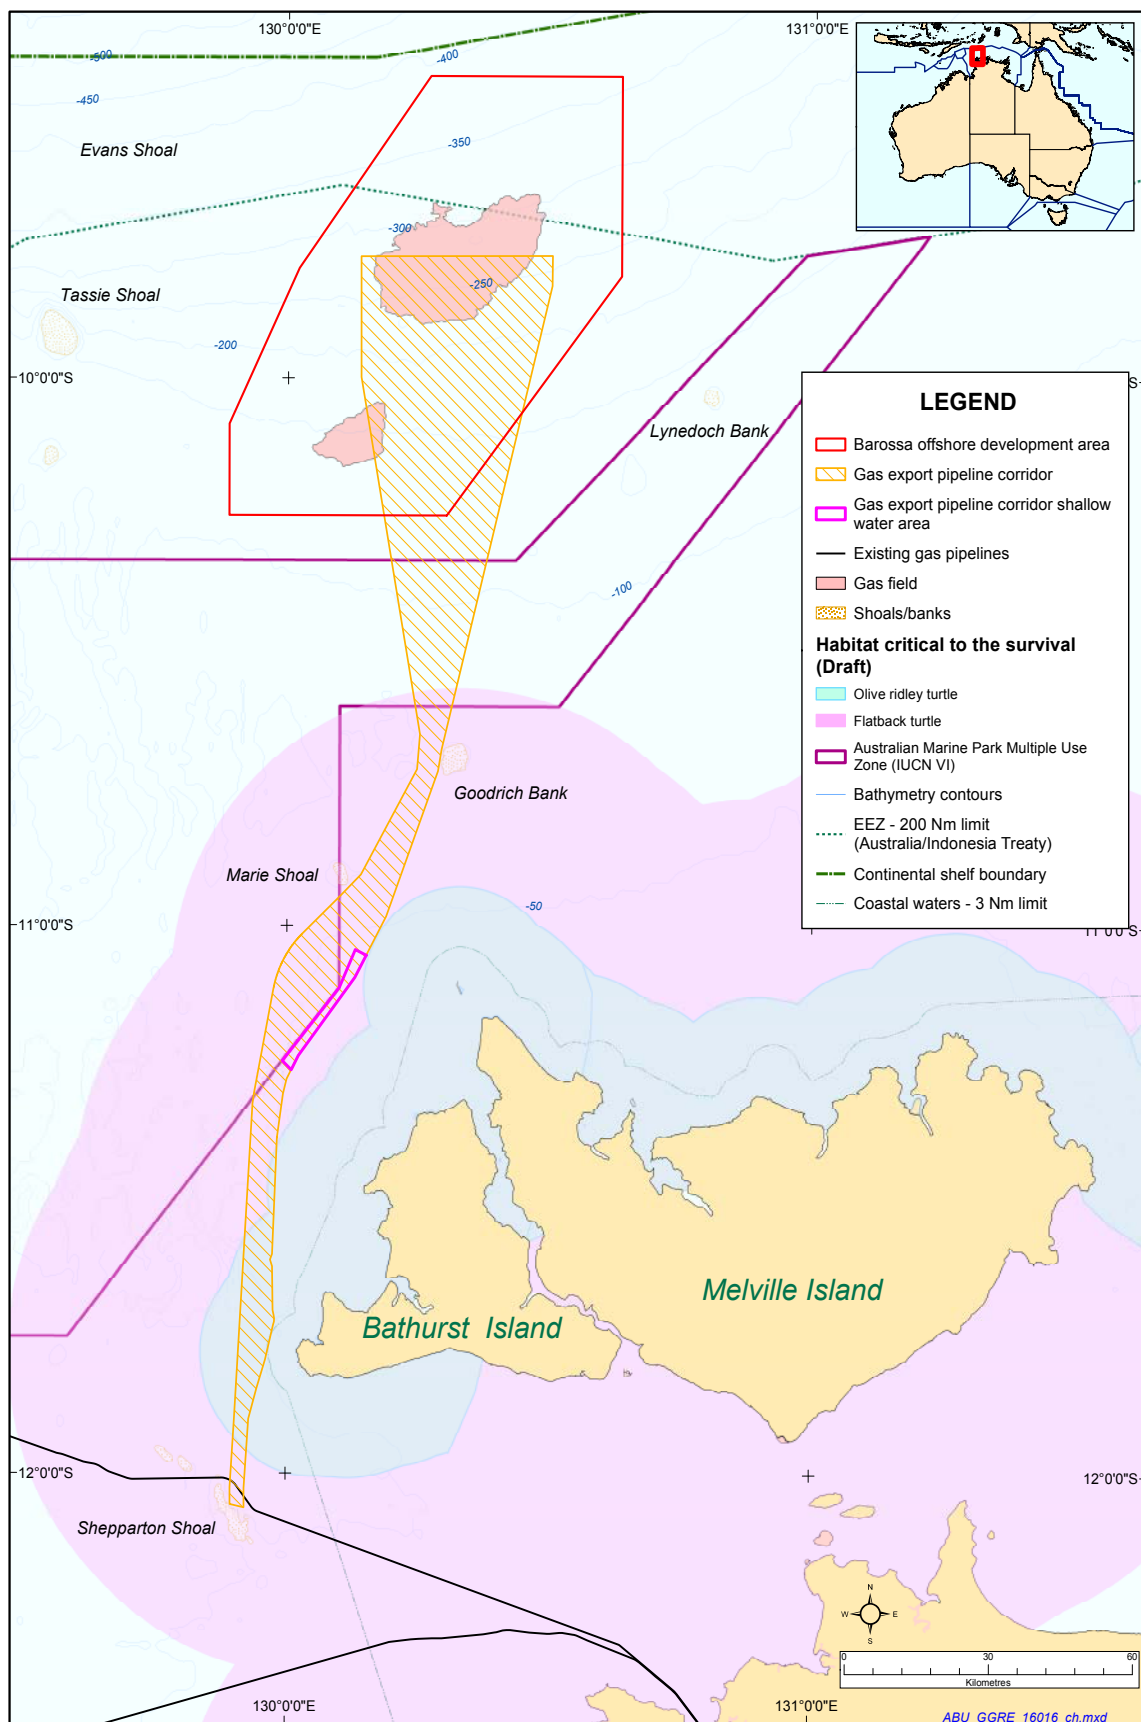 130°0'0"E
131°0'0"E
-500
-400
-450
-350
Evans Shoal
-300
-250
Tassie Shoal
-200
10°0'0"S
Lynedoch Bank
-100
LEGEND
Barossa offshore development area
Gas export pipeline corridor
Gas export pipeline corridor shallow
water area
Existing gas pipelines
Gas field
Shoals/banks
Habitat critical to the survival
(Draft)
Olive ridley turtle
Flatback turtle
Australian Marine Park Multiple Use
Zone (IUCN VI)
Bathymetry contours
EEZ - 200 Nm limit
(Australia/Indonesia Treaty)
Continental shelf boundary
Coastal waters - 3 Nm limit
Goodrich Bank
Marie Shoal
-50
11°0'0"S
Melville Island
Bathurst Island
12°0'0"S
12°0'0"S
Shepparton Shoal
N
W
E
S
0
30
60
Kilometres
130°0'0"E
131°0'0"E
ABU_GGRE_16016_ch.mxd